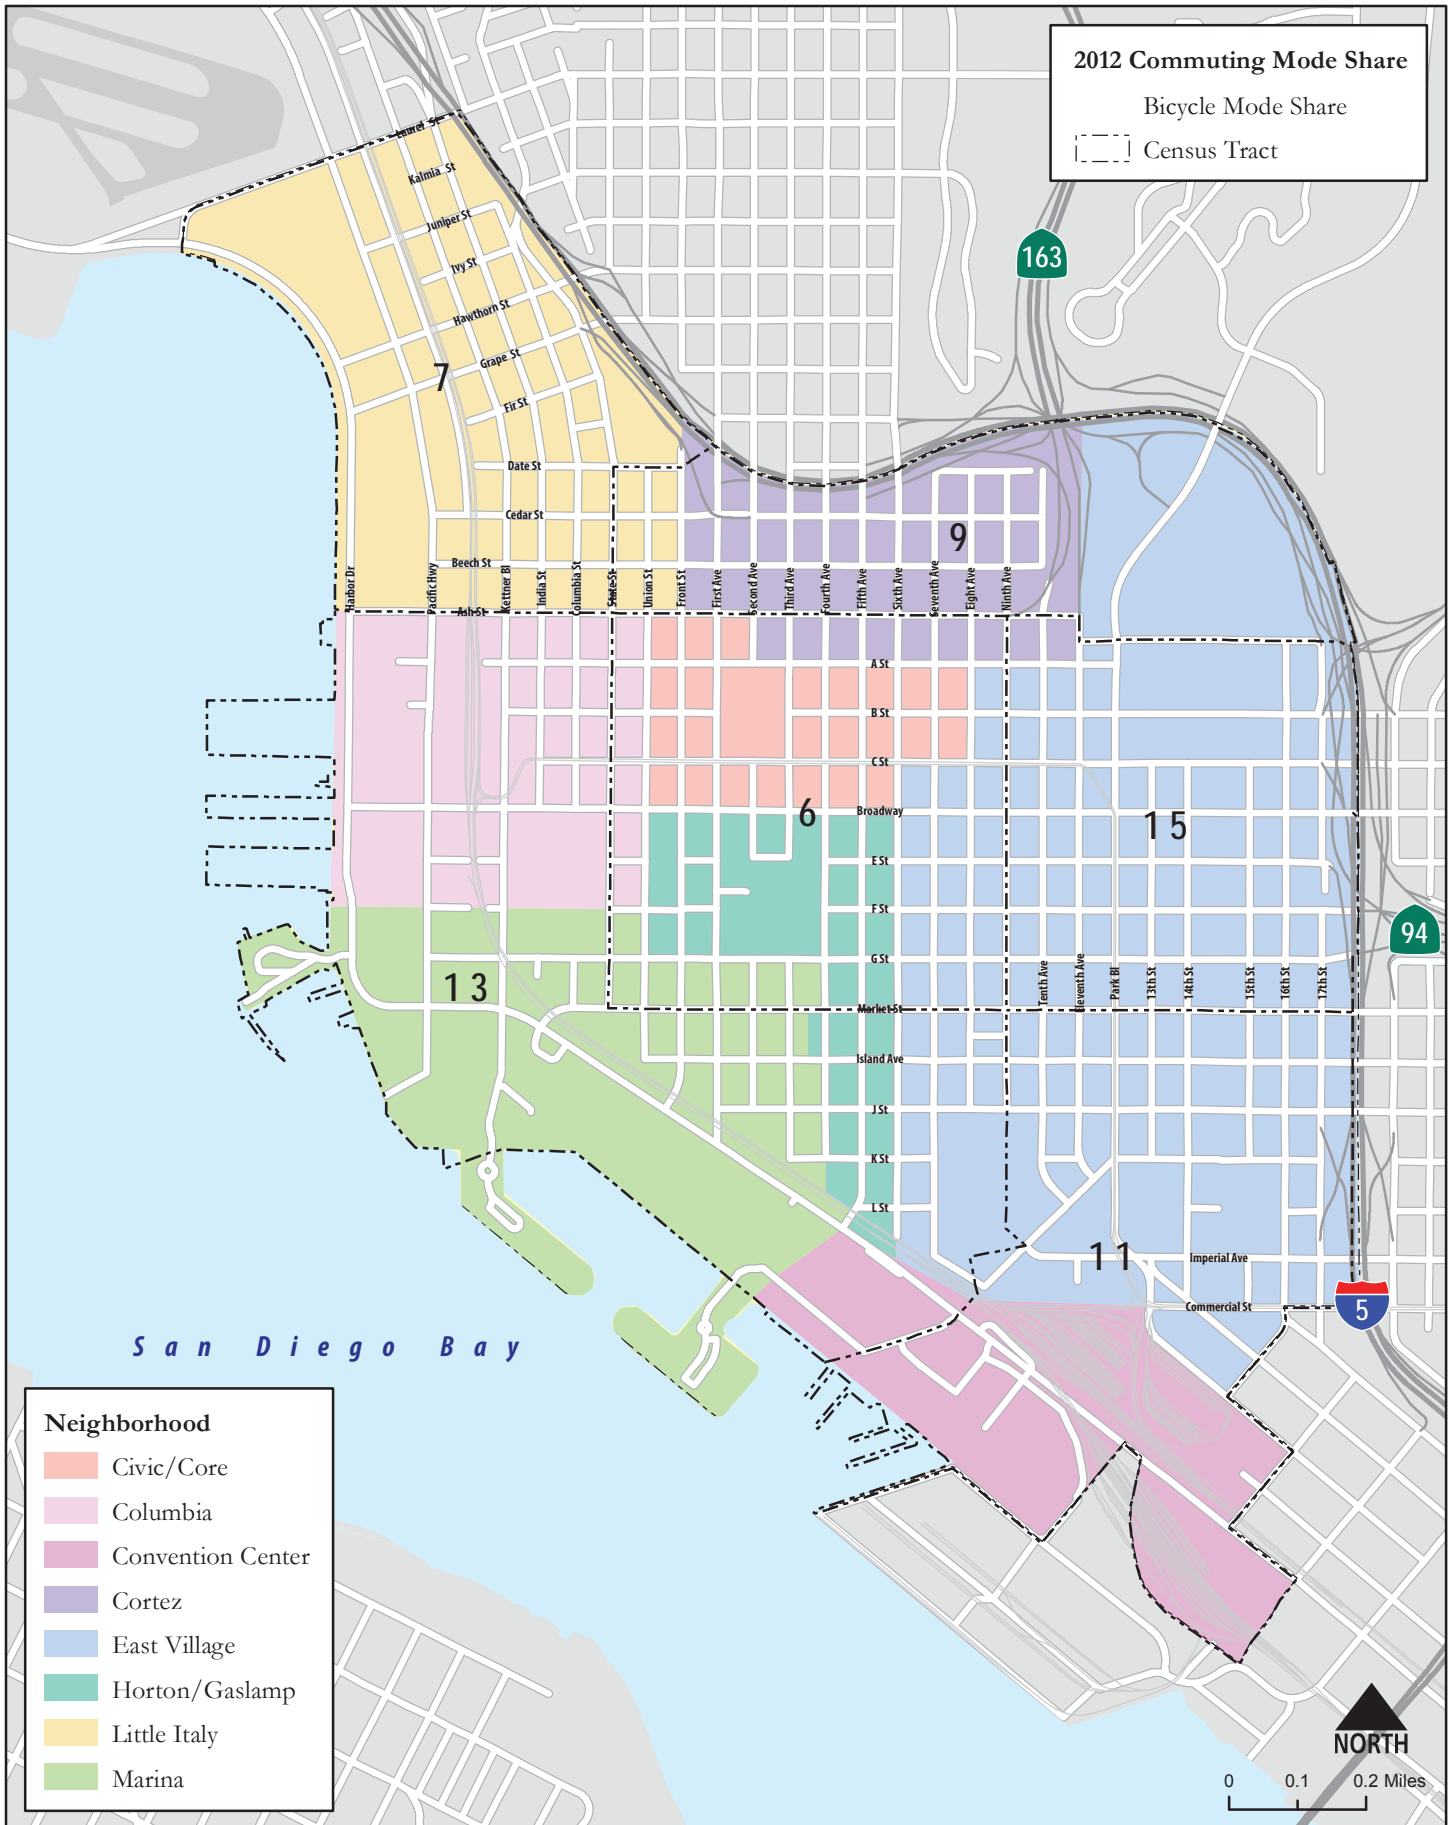 2012 Commuting Mode Share
Bicycle Mode Share
Census Tract
Laurel St
Kalmia St
Juniper St
Ivy St
Hawthorn St
Grape St
Fir St
Date St
Cedar St
Beech St
Ash St
163
7
9
Harbor Dr
Pacific Hwy
Kettner Bl
India St
Columbia St
State St
Union St
Front St
First Ave
Second Ave
Third Ave
Fourth Ave
Fifth Ave
Sixth Ave
Seventh Ave
Eight Ave
Ninth Ave
A St
B St
C St
Broadway
6
15
E St
F St
94
G St
13
Tenth Ave
Eleventh Ave
Park Bl
13th St
14th St
15th St
16th St
17th St
Market St
Island Ave
J St
K St
L St
11
Imperial Ave
Commercial St
5
San Diego Bay
Neighborhood
Civic/Core
Columbia
Convention Center
Cortez
East Village
Horton/Gaslamp
Little Italy
Marina
NORTH
0 0.1 0.2 Miles